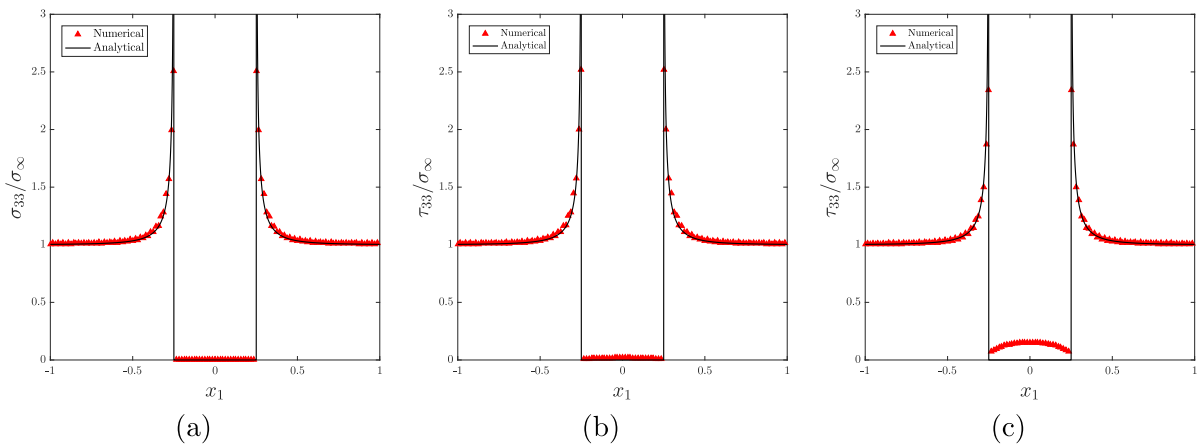 3
2.5
2
1.5
1
0.5
0
-1
-0.5
0
0.5
1
σ₃₃/σ∞
x₁
Numerical
Analytical
(a)
3
2.5
2
1.5
1
0.5
0
-1
-0.5
0
0.5
1
τ₃₃/σ∞
x₁
Numerical
Analytical
(b)
3
2.5
2
1.5
1
0.5
0
-1
-0.5
0
0.5
1
τ₃₃/σ∞
x₁
Numerical
Analytical
(c)